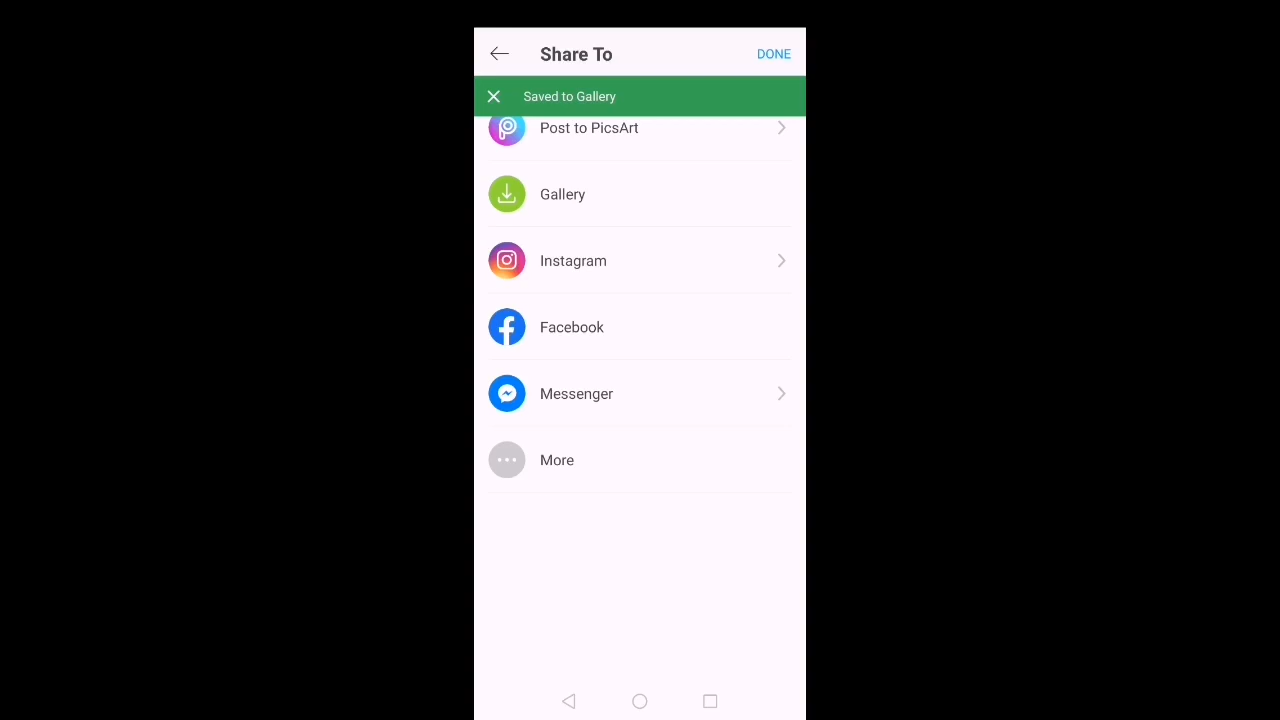 Share To
DONE
Saved to Gallery
Post to PicsArt
Gallery
Instagram
Facebook
Messenger
More